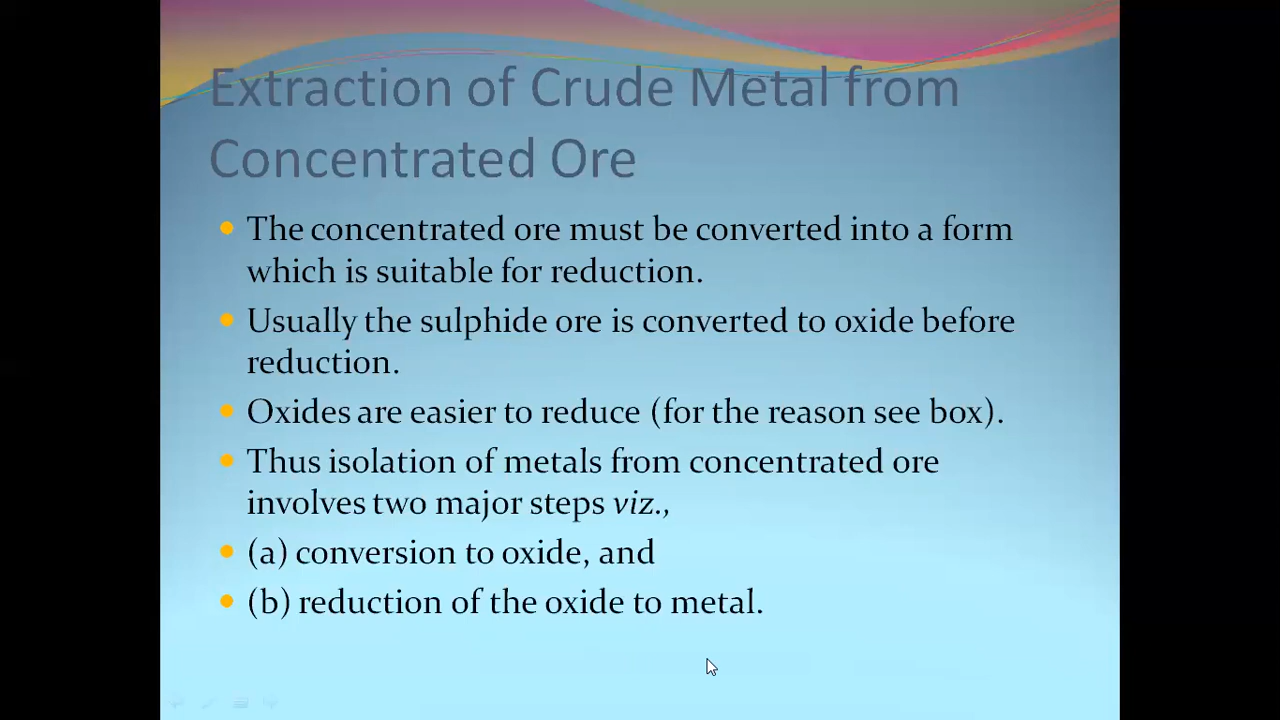 Extraction of Crude Metal from
Concentrated Ore
The concentrated ore must be converted into a form
which is suitable for reduction.
Usually the sulphide ore is converted to oxide before
reduction.
Oxides are easier to reduce (for the reason see box).
Thus isolation of metals from concentrated ore
involves two major steps viz.,
(a) conversion to oxide, and
(b) reduction of the oxide to metal.